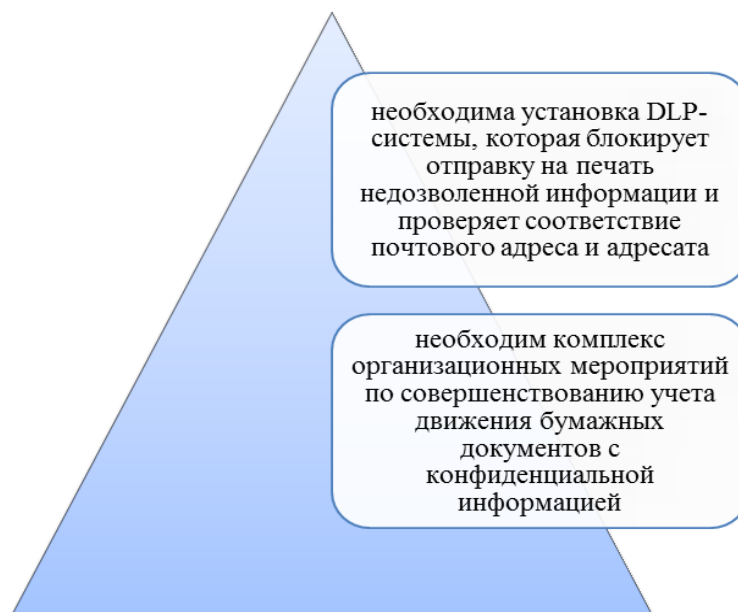 необходима установка DLP-
системы, которая блокирует
отправку на печать
недозволенной информации и
проверяет соответствие
почтового адреса и адресата
необходим комплекс
организационных мероприятий
по совершенствованию учета
движения бумажных
документов с
конфиденциальной
информацией